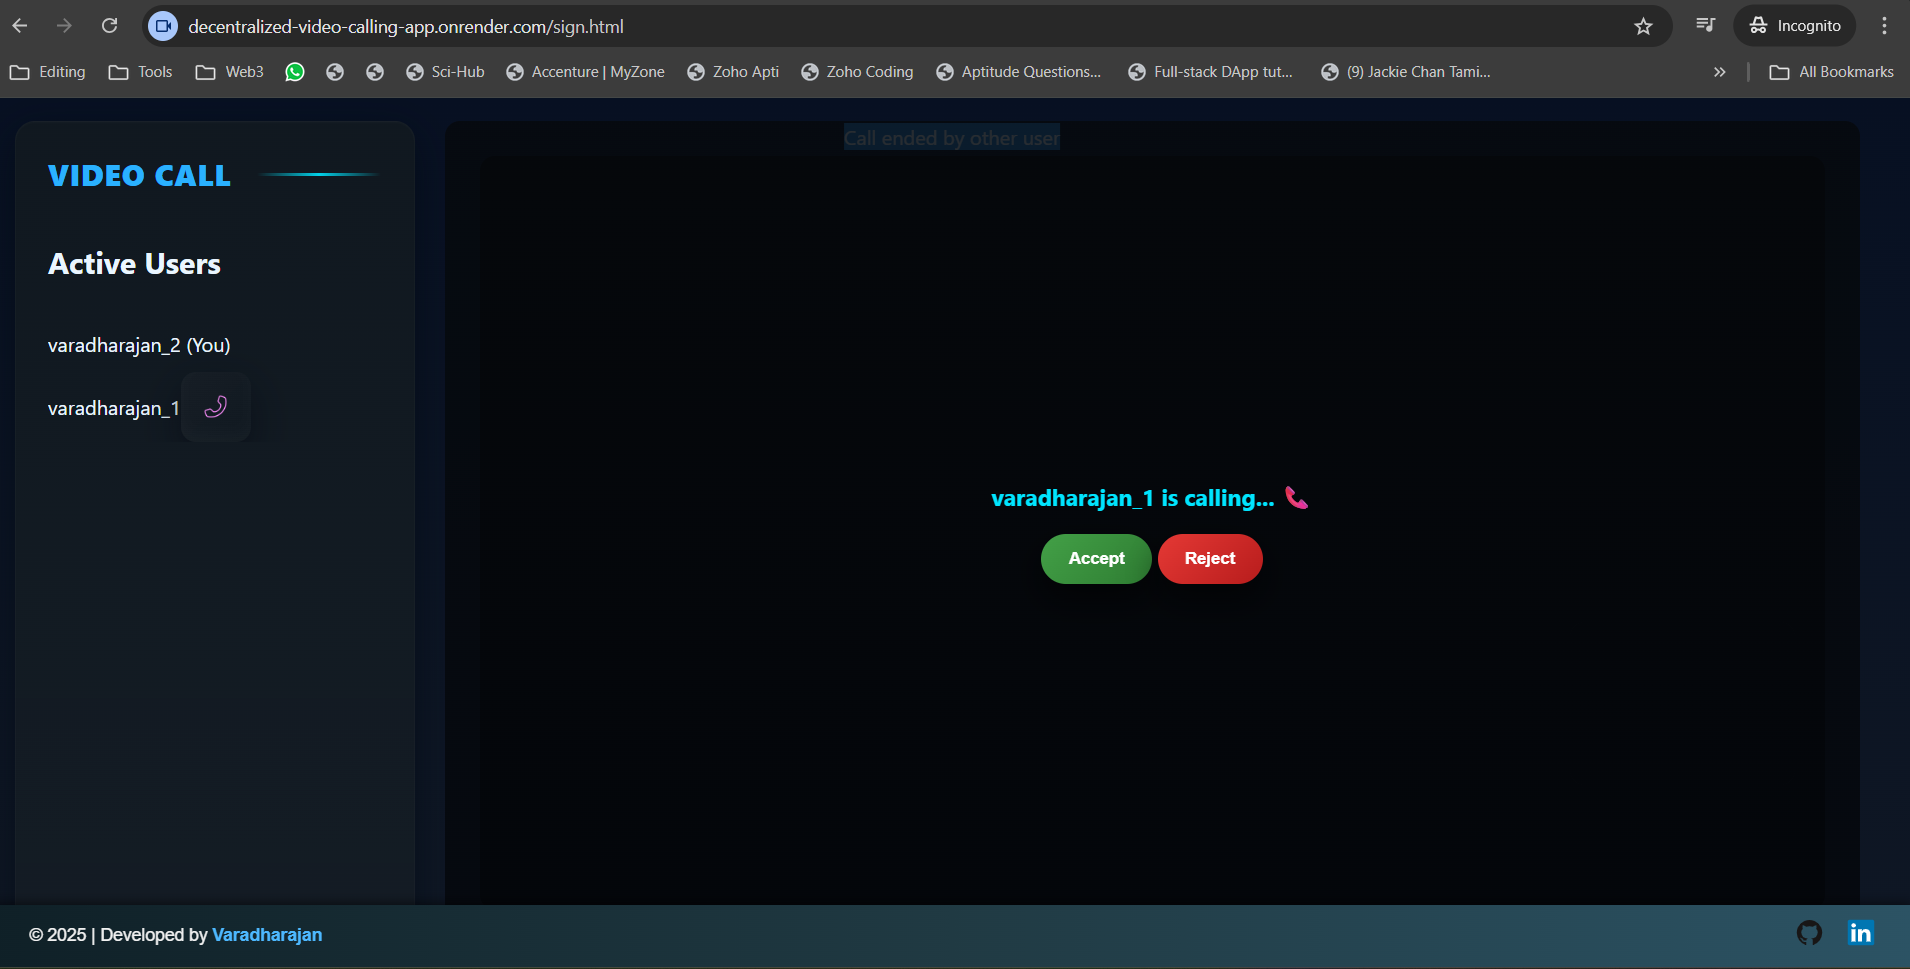 decentralized-video-calling-app.onrender.com/sign.html
Incognito
Editing
Tools
Web3
Sci-Hub
Accenture | MyZone
Zoho Apti
Zoho Coding
Aptitude Questions...
Full-stack DApp tut...
(9) Jackie Chan Tami...
All Bookmarks
VIDEO CALL
Call ended by other user
Active Users
varadharajan_2 (You)
varadharajan_1
varadharajan_1 is calling...
Accept
Reject
© 2025 | Developed by Varadharajan
in